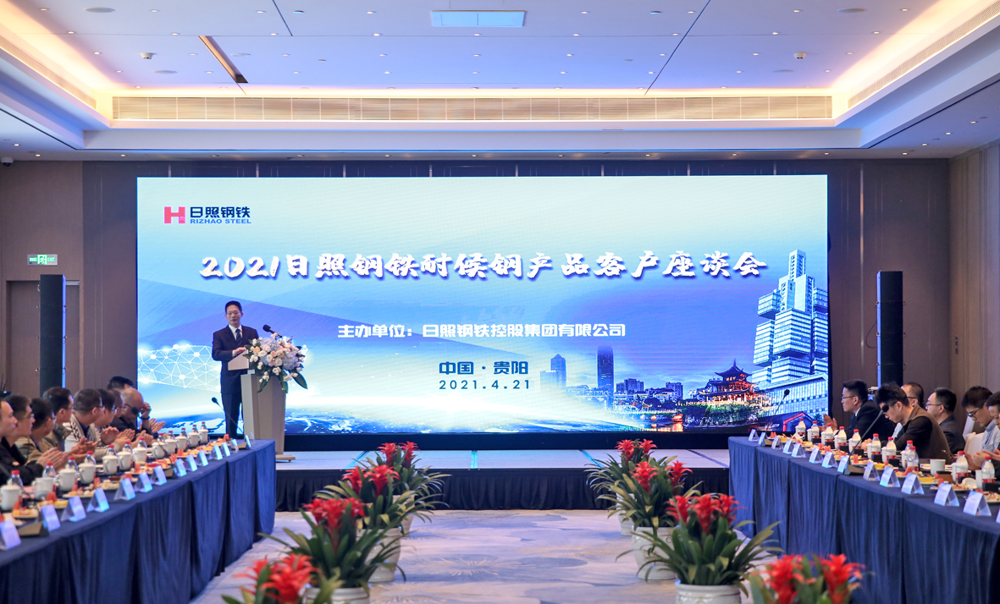 日照钢铁
RIZHAO STEEL
2021日照钢铁耐候钢产品客户座谈会
主办单位：日照钢铁控股集团有限公司
中国·贵阳
2021.4.21